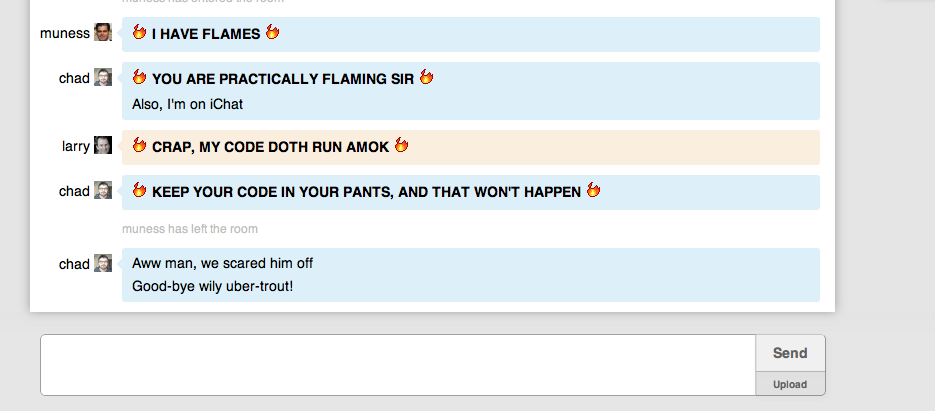 muness has entered the room
muness I HAVE FLAMES
chad YOU ARE PRACTICALLY FLAMING SIR
Also, I'm on iChat
larry CRAP, MY CODE DOTH RUN AMOK
chad KEEP YOUR CODE IN YOUR PANTS, AND THAT WON'T HAPPEN
muness has left the room
chad Aww man, we scared him off
Good-bye wily uber-trout!
Send
Upload